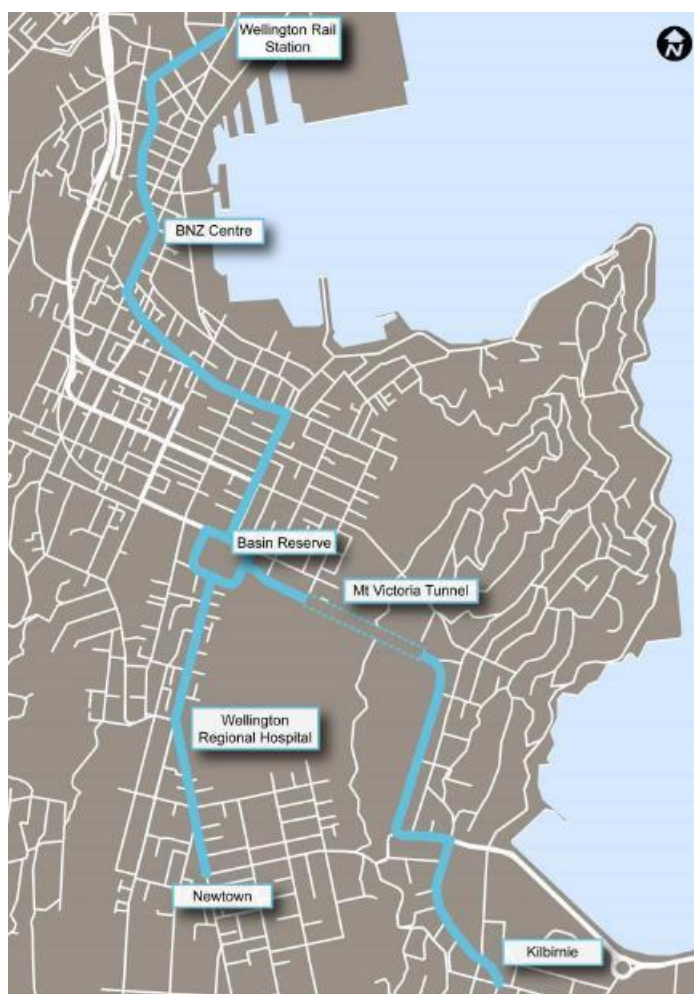 Wellington Rail
Station
N
BNZ Centre
Basin Reserve
Mt Victoria Tunnel
Wellington
Regional Hospital
Newtown
Kilbirnie